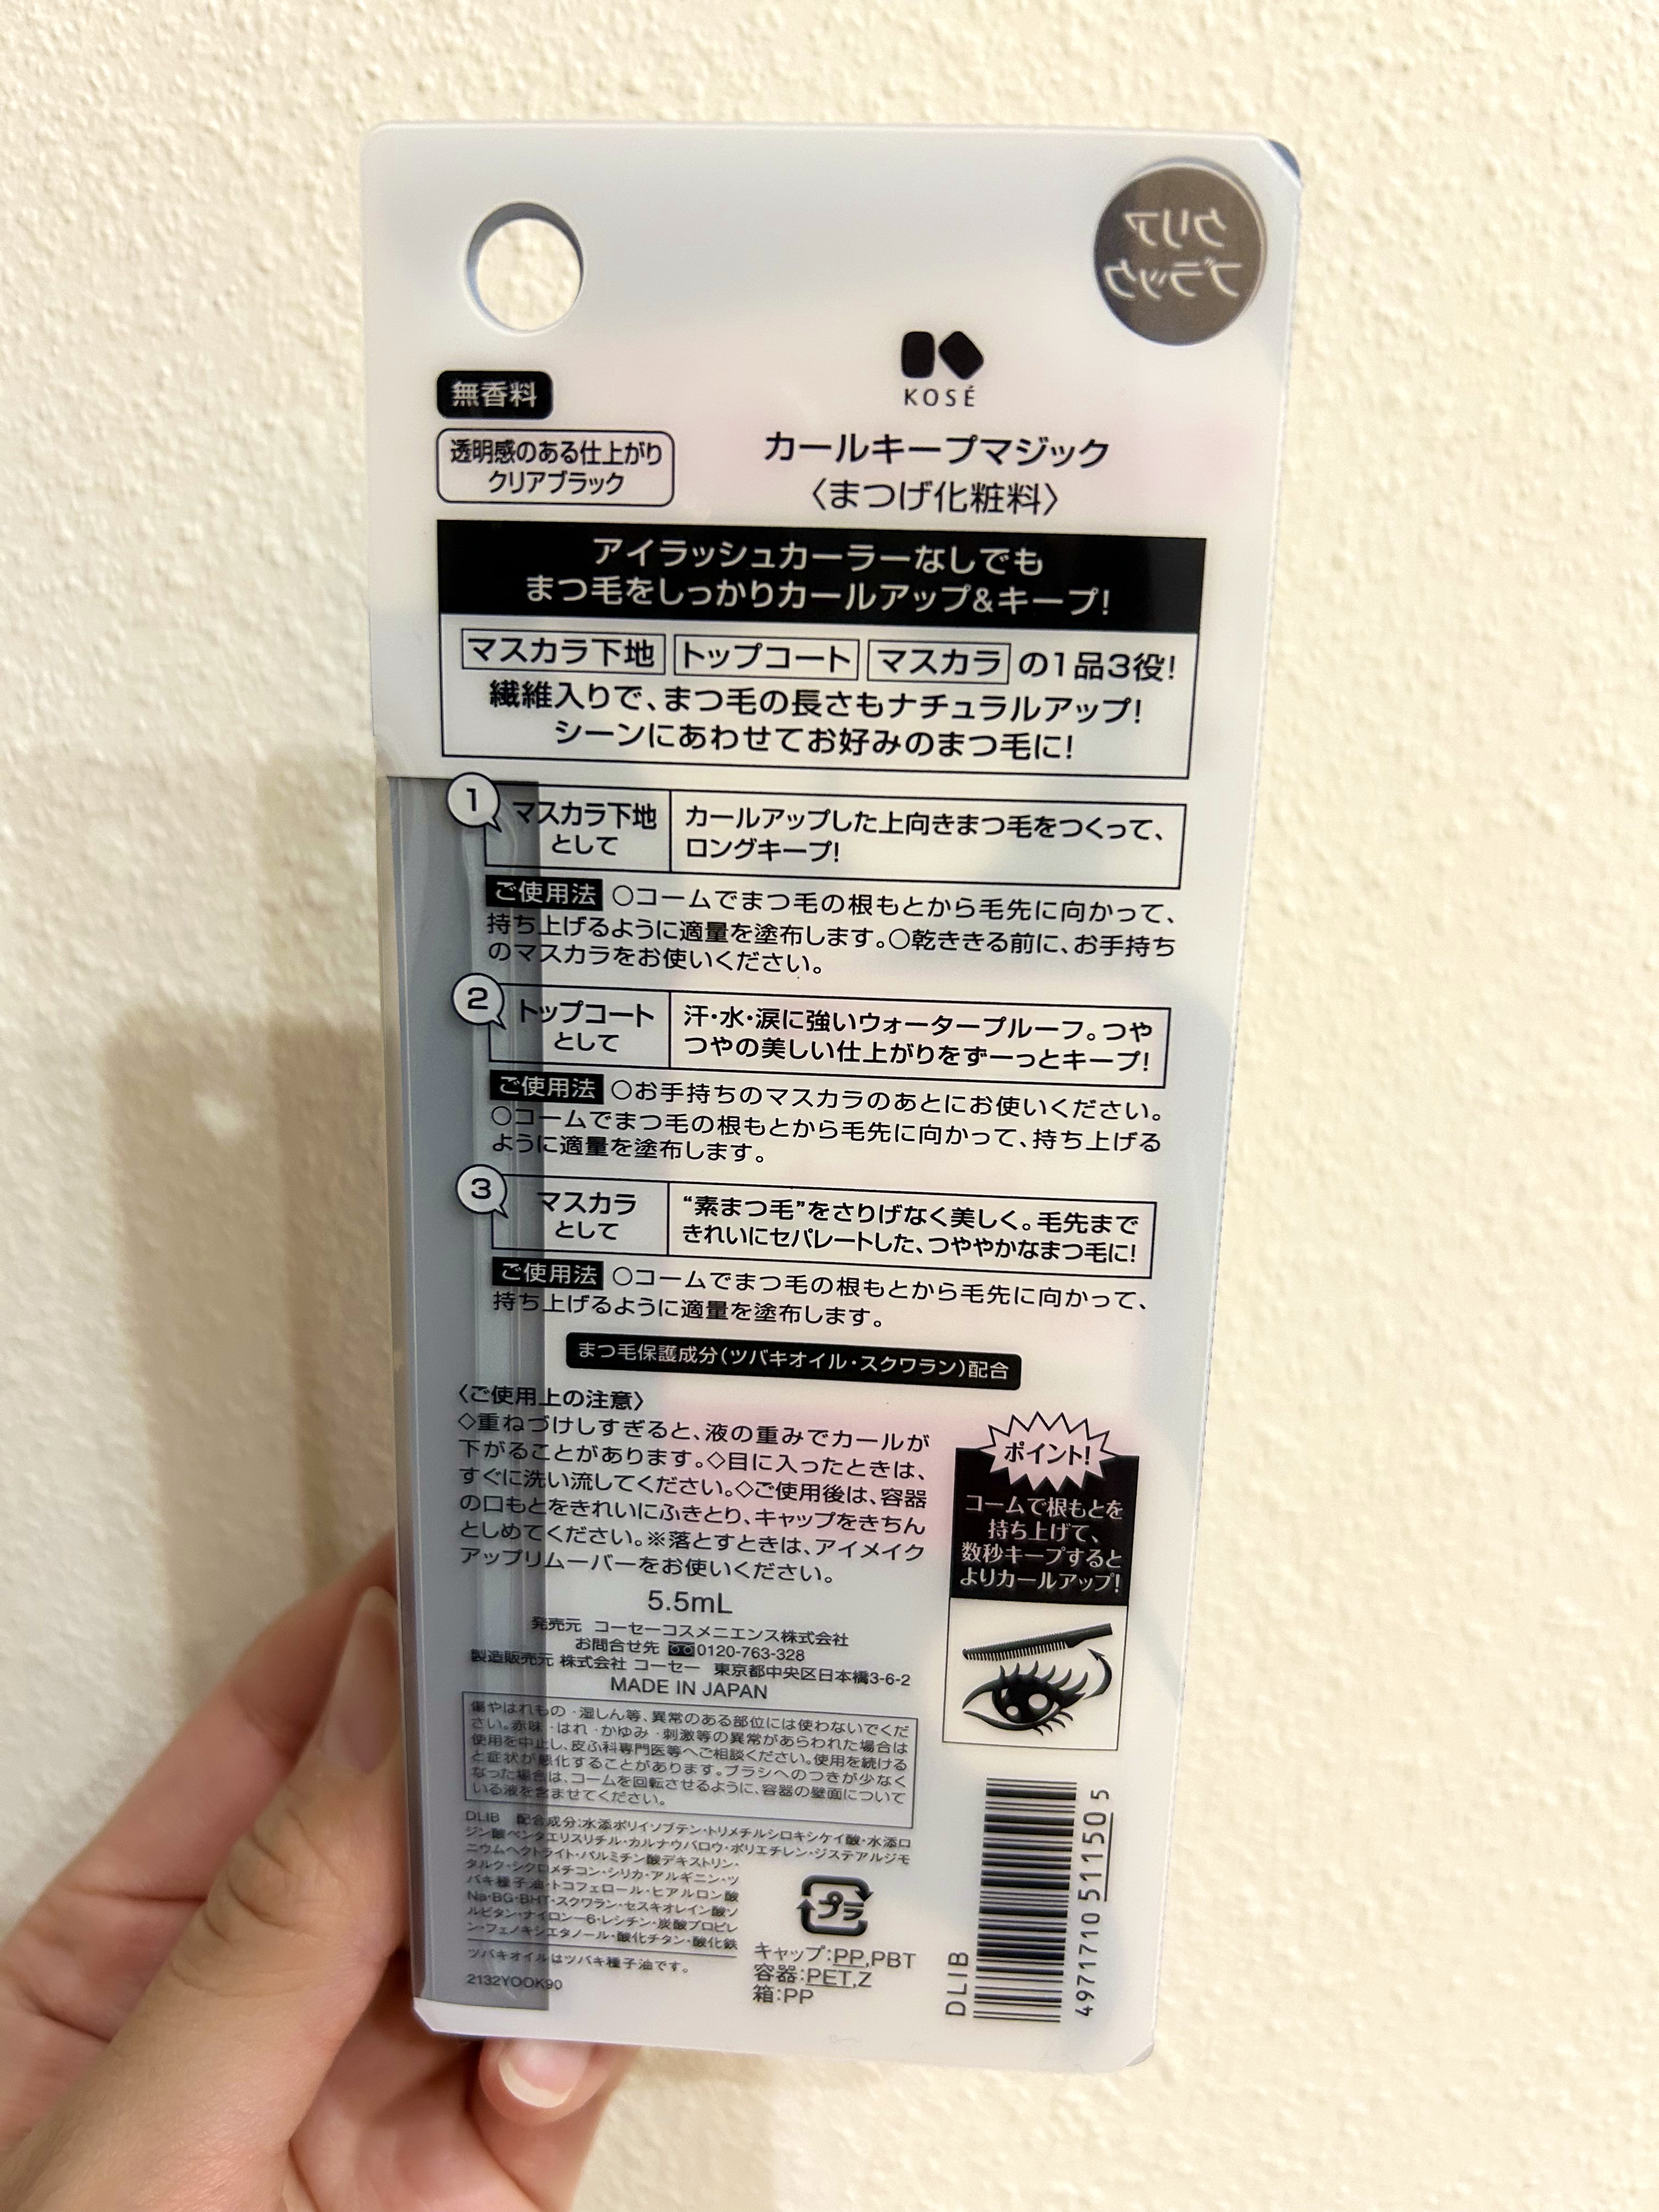 クリア
ブラック
KOSÉ
無香料
透明感のある仕上がり
クリアブラック
カールキープマジック
〈まつげ化粧料〉
アイラッシュカーラーなしでも
まつ毛をしっかりカールアップ&キープ!
マスカラ下地 トップコート マスカラ の1品3役!
繊維入りで、まつ毛の長さもナチュラルアップ!
シーンにあわせてお好みのまつ毛に!
1 マスカラ下地
として
カールアップした上向きまつ毛をつくって、
ロングキープ!
ご使用法 ○コームでまつ毛の根もとから毛先に向かって、
持ち上げるように適量を塗布します。○乾ききる前に、お手持ち
のマスカラをお使いください。
2 トップコート
として
汗・水・涙に強いウォータープルーフ。つや
つやの美しい仕上がりをずーっとキープ!
ご使用法 ○お手持ちのマスカラのあとにお使いください。
○コームでまつ毛の根もとから毛先に向かって、持ち上げる
ように適量を塗布します。
3 マスカラ
として
“素まつ毛”をさりげなく美しく。毛先まで
きれいにセパレートした、つややかなまつ毛に!
ご使用法 ○コームでまつ毛の根もとから毛先に向かって、
持ち上げるように適量を塗布します。
まつ毛保護成分(ツバキオイル・スクワラン)配合
〈ご使用上の注意〉
◇重ねづけしすぎると、液の重みでカールが
下がることがあります。◇目に入ったときは、
すぐに洗い流してください。◇ご使用後は、容器
の口もとをきれいにふきとり、キャップをきちん
としめてください。※落とすときは、アイメイク
アップリムーバーをお使いください。
ポイント!
コームで根もとを
持ち上げて、
数秒キープすると
よりカールアップ!
5.5mL
発売元 コーセーコスメニエンス株式会社
お問合せ先 0120-763-328
製造販売元 株式会社 コーセー 東京都中央区日本橋3-6-2
MADE IN JAPAN
傷やはれもの・湿しん等、異常のある部位には使わないでくだ
さい。赤味・はれ・かゆみ・刺激等の異常があらわれた場合は
使用を中止し、皮ふ科専門医等へご相談ください。使用を続ける
と症状が悪化することがあります。ブラシへのつきが少なく
なった場合は、コームを回転させるように、容器の壁面について
いる液を含ませてください。
DLIB 配合成分:水添ポリイソブテン・トリメチルシロキシケイ酸・水添ロ
ジン酸ペンタエリスリチル・カルナウバロウ・ポリエチレン・ジステアルジモ
ニウムヘクトライト・パルミチン酸デキストリン・
タルク・シクロメチコン・シリカ・アルギニン・ツ
バキ種子油・トコフェロール・ヒアルロン酸
Na・BG・BHT・スクワラン・セスキオレイン酸ソ
ルビタン・ナイロン-6・レシチン・炭酸プロピレ
ン・フェノキシエタノール・酸化チタン・酸化鉄
ツバキオイルはツバキ種子油です。
2132YOOK90
プラ
キャップ:PP,PBT
容器:PET,Z
箱:PP
DLIB
4971710 511505